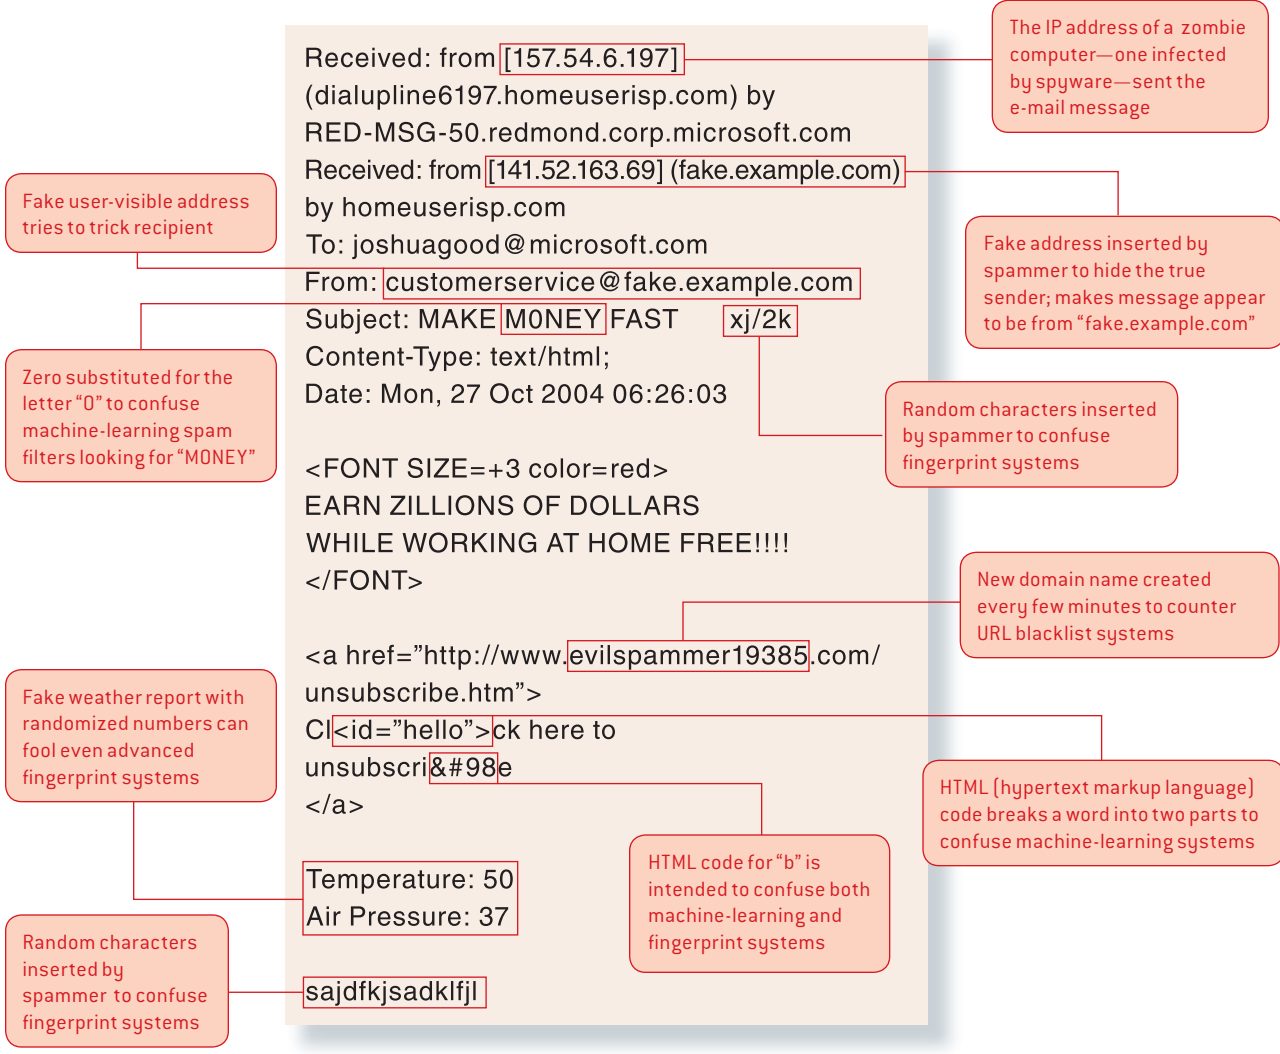 The IP address of a zombie
computer—one infected
by spyware—sent the
e-mail message
Received: from [157.54.6.197]
(dialupline6197.homeuserisp.com) by
RED-MSG-50.redmond.corp.microsoft.com
Received: from [141.52.163.69] (fake.example.com)
by homeuserisp.com
To: joshuagood@microsoft.com
From: customerservice@fake.example.com
Subject: MAKE M0NEY FAST xj/2k
Content-Type: text/html;
Date: Mon, 27 Oct 2004 06:26:03
<FONT SIZE=+3 color=red>
EARN ZILLIONS OF DOLLARS
WHILE WORKING AT HOME FREE!!!!
</FONT>
<a href=”http://www.evilspammer19385.com/
unsubscribe.htm”>
Cl<id=”hello”>ck here to
unsubscri&#98e
</a>
Temperature: 50
Air Pressure: 37
sajdfkjsadklfjl
Fake user-visible address
tries to trick recipient
Zero substituted for the
letter “O” to confuse
machine-learning spam
filters looking for “MONEY”
Fake weather report with
randomized numbers can
fool even advanced
fingerprint systems
Random characters
inserted by
spammer to confuse
fingerprint systems
Fake address inserted by
spammer to hide the true
sender; makes message appear
to be from “fake.example.com”
Random characters inserted
by spammer to confuse
fingerprint systems
New domain name created
every few minutes to counter
URL blacklist systems
HTML (hypertext markup language)
code breaks a word into two parts to
confuse machine-learning systems
HTML code for “b” is
intended to confuse both
machine-learning and
fingerprint systems